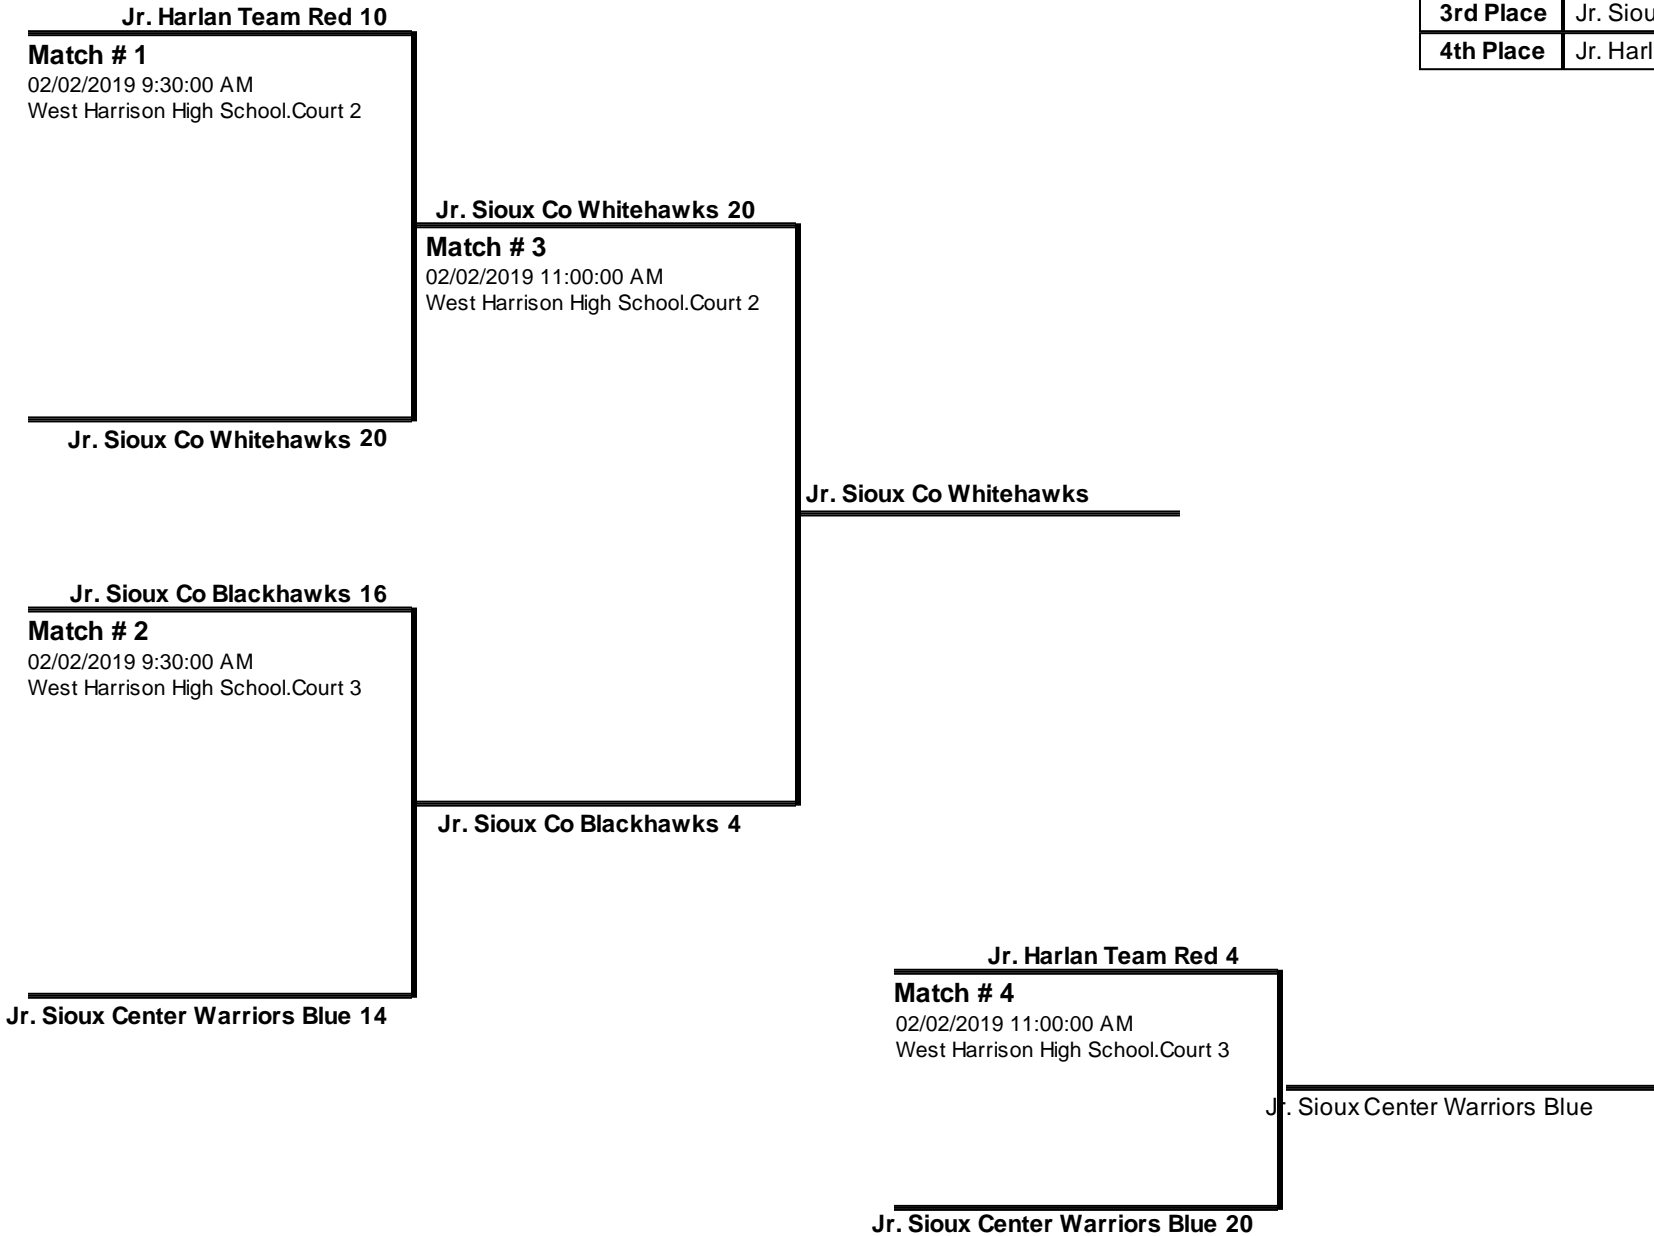 Jr. Harlan Team Red 10
3rd Place Jr.
4th Place Jr.
Match # 1
02/02/2019 9:30:00 AM
West Harrison High School.Court 2
Jr. Sioux Co Whitehawks 20
Match # 3
02/02/2019 11:00:00 AM
West Harrison High School.Court 2
Jr. Sioux Co Whitehawks 20
Jr. Sioux Co Whitehawks
Jr. Sioux Co Blackhawks 16
Match # 2
02/02/2019 9:30:00 AM
West Harrison High School.Court 3
Jr. Sioux Co Blackhawks 4
Jr. Sioux Center Warriors Blue 14
Jr. Harlan Team Red 4
Match # 4
02/02/2019 11:00:00 AM
West Harrison High School.Court 3
Jr. Sioux Center Warriors Blue
Jr. Sioux Center Warriors Blue 20